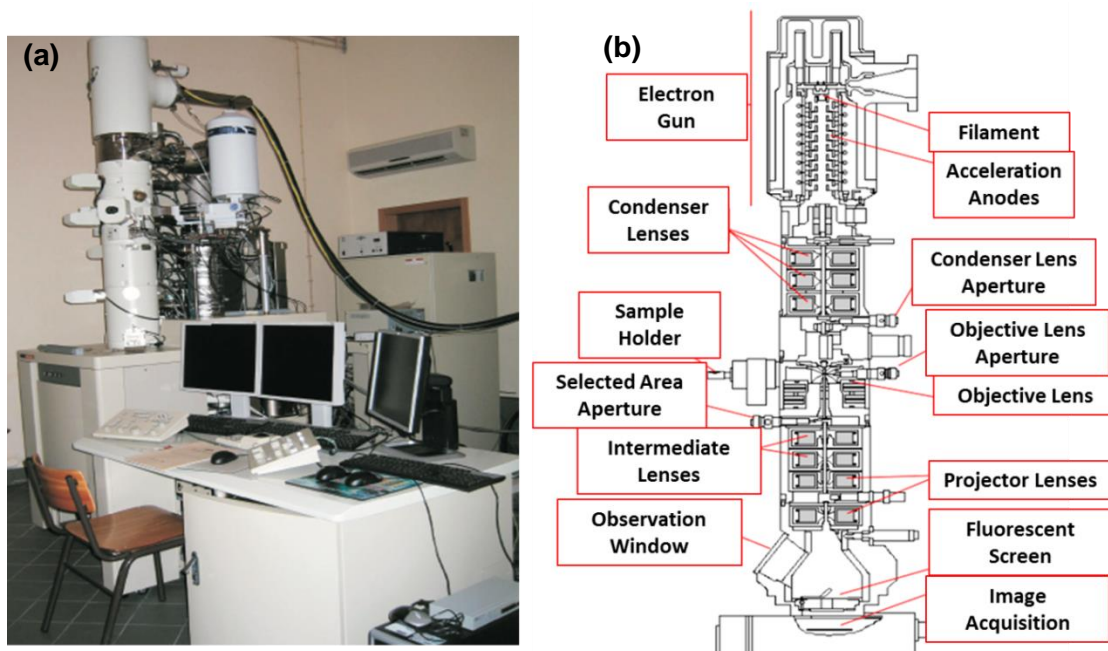 (a)
(b)
Electron
Gun
Filament
Acceleration
Anodes
Condenser
Lenses
Condenser Lens
Aperture
Sample
Holder
Objective Lens
Aperture
Selected Area
Aperture
Objective Lens
Intermediate
Lenses
Projector Lenses
Observation
Window
Fluorescent
Screen
Image
Acquisition